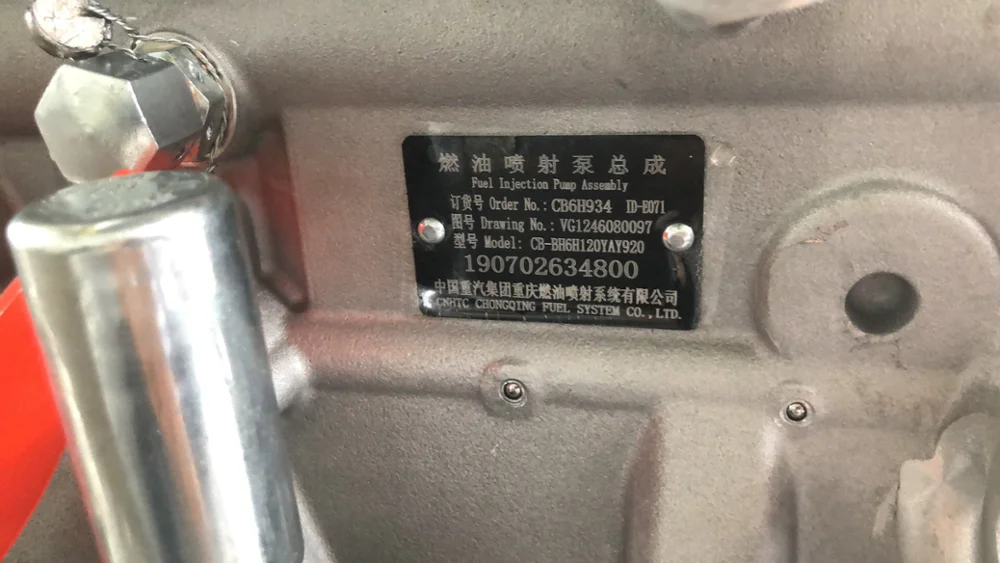 燃油喷射泵总成
Fuel Injection Pump Assembly
订货号 Order No.: CB6H934 ID-E071
图号 Drawing No.: VG1246080097
型号 Model: CB-BH6H120YAY920
190702634800
中国重汽集团重庆燃油喷射系统有限公司
CNHTC CHONGQING FUEL SYSTEM CO.,LTD.